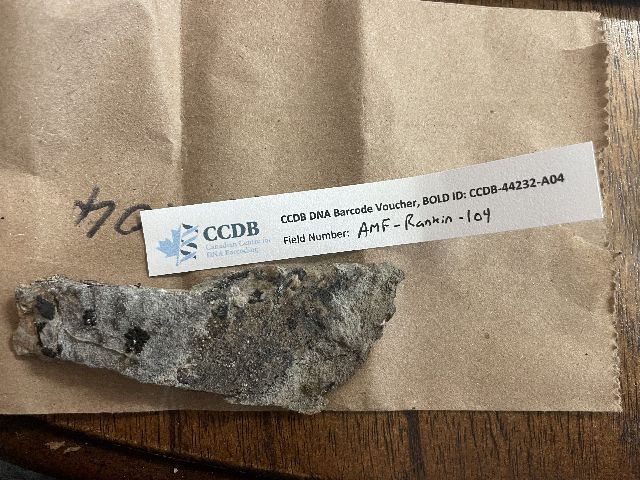 104
CCDB
Canadian Centre for
DNA Barcoding
CCDB DNA Barcode Voucher, BOLD ID: CCDB-44232-A04
Field Number: AMF-Rankin-104